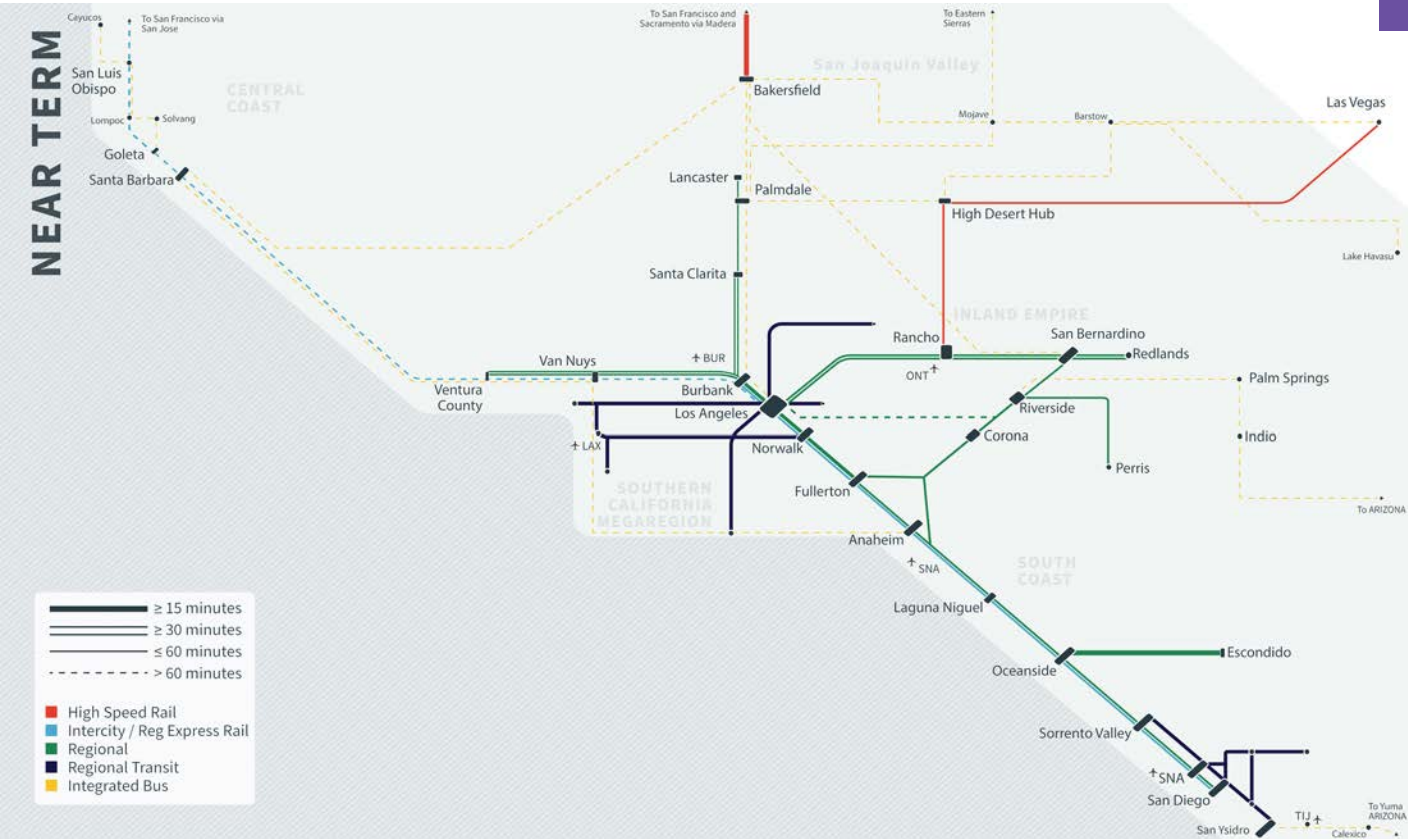 NEAR TERM
Cayucos
To San Francisco via
San Jose
San Luis
Obispo
Lompoc
Solvang
Goleta
Santa Barbara
CENTRAL
COAST
To San Francisco and
Sacramento via Madera
San Joaquin Valley
Bakersfield
To Eastern
Sierras
Mojave
Barstow
Las Vegas
Lancaster
Palmdale
High Desert Hub
Lake Havasu
Santa Clarita
INLAND EMPIRE
Rancho
San Bernardino
Redlands
ONT
Van Nuys
BUR
Ventura
County
Burbank
Los Angeles
Palm Springs
Riverside
LAX
Norwalk
Corona
Indio
Perris
SOUTHERN
CALIFORNIA
MEGAREGION
Fullerton
To ARIZONA
Anaheim
SNA
SOUTH
COAST
Laguna Niguel
Oceanside
Escondido
Sorrento Valley
SNA
San Diego
San Ysidro
TIJ
Calexico
To Yuma
ARIZONA
≥ 15 minutes
≥ 30 minutes
≤ 60 minutes
> 60 minutes
High Speed Rail
Intercity / Reg Express Rail
Regional
Regional Transit
Integrated Bus